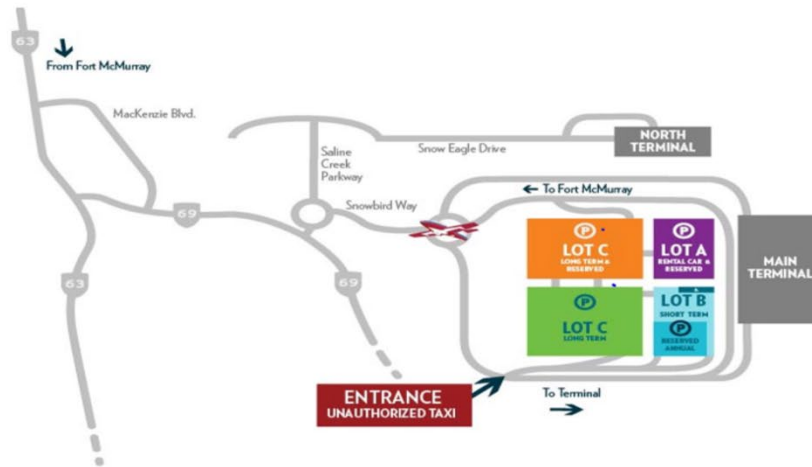 63
From Fort McMurray
MacKenzie Blvd.
Saline
Creek
Parkway
Snow Eagle Drive
NORTH
TERMINAL
To Fort McMurray
Snowbird Way
69
P
LOT C
LONG TERM &
RESERVED
P
LOT A
RENTAL CAR &
RESERVED
MAIN
TERMINAL
63
69
P
LOT C
LONG TERM
LOT B
SHORT TERM
P
RESERVED
ANNUAL
ENTRANCE
UNAUTHORIZED TAXI
To Terminal